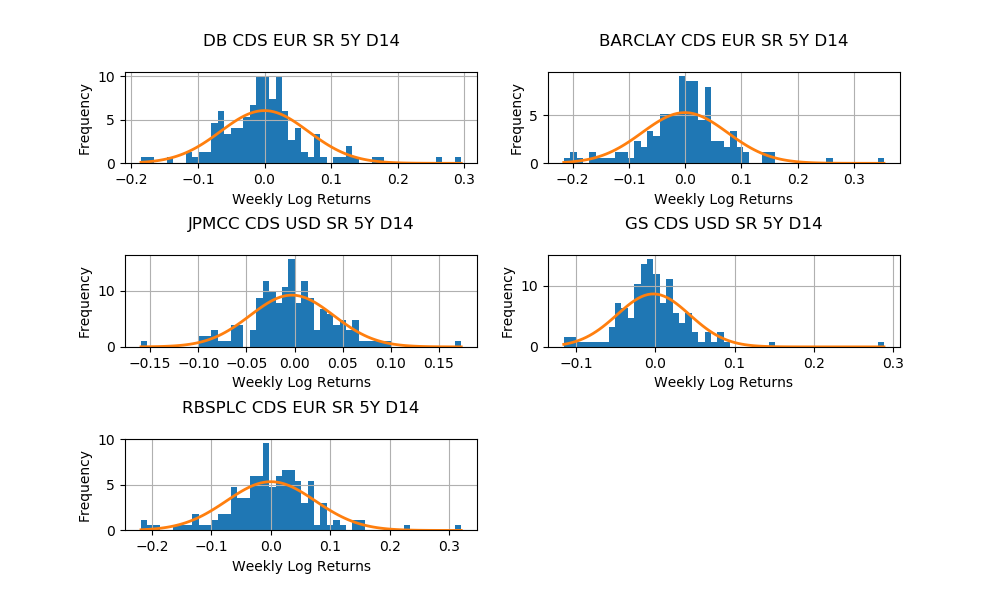 DB CDS EUR SR 5Y D14
10
5
0
Frequency
−0.2 −0.1 0.0 0.1 0.2 0.3
Weekly Log Returns
BARCLAY CDS EUR SR 5Y D14
5
0
Frequency
−0.2 −0.1 0.0 0.1 0.2 0.3
Weekly Log Returns
JPMCC CDS USD SR 5Y D14
10
0
Frequency
−0.15 −0.10 −0.05 0.00 0.05 0.10 0.15
Weekly Log Returns
GS CDS USD SR 5Y D14
10
0
Frequency
−0.1 0.0 0.1 0.2 0.3
Weekly Log Returns
RBSPLC CDS EUR SR 5Y D14
10
5
0
Frequency
−0.2 −0.1 0.0 0.1 0.2 0.3
Weekly Log Returns